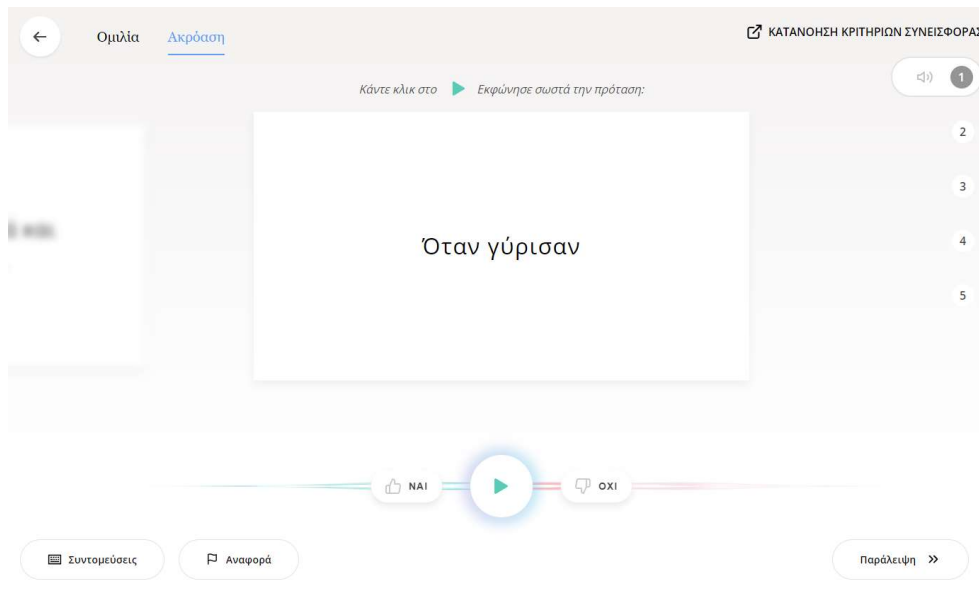 Ομιλία Ακρόαση
ΚΑΤΑΝΟΗΣΗ ΚΡΙΤΗΡΙΩΝ ΣΥΝΕΙΣΦΟΡΑΣ
Κάντε κλικ στο Εκφώνησε σωστά την πρόταση:
1
2
3
4
5
Όταν γύρισαν
ΝΑΙ
ΟΧΙ
Συντομεύσεις
Αναφορά
Παράλειψη